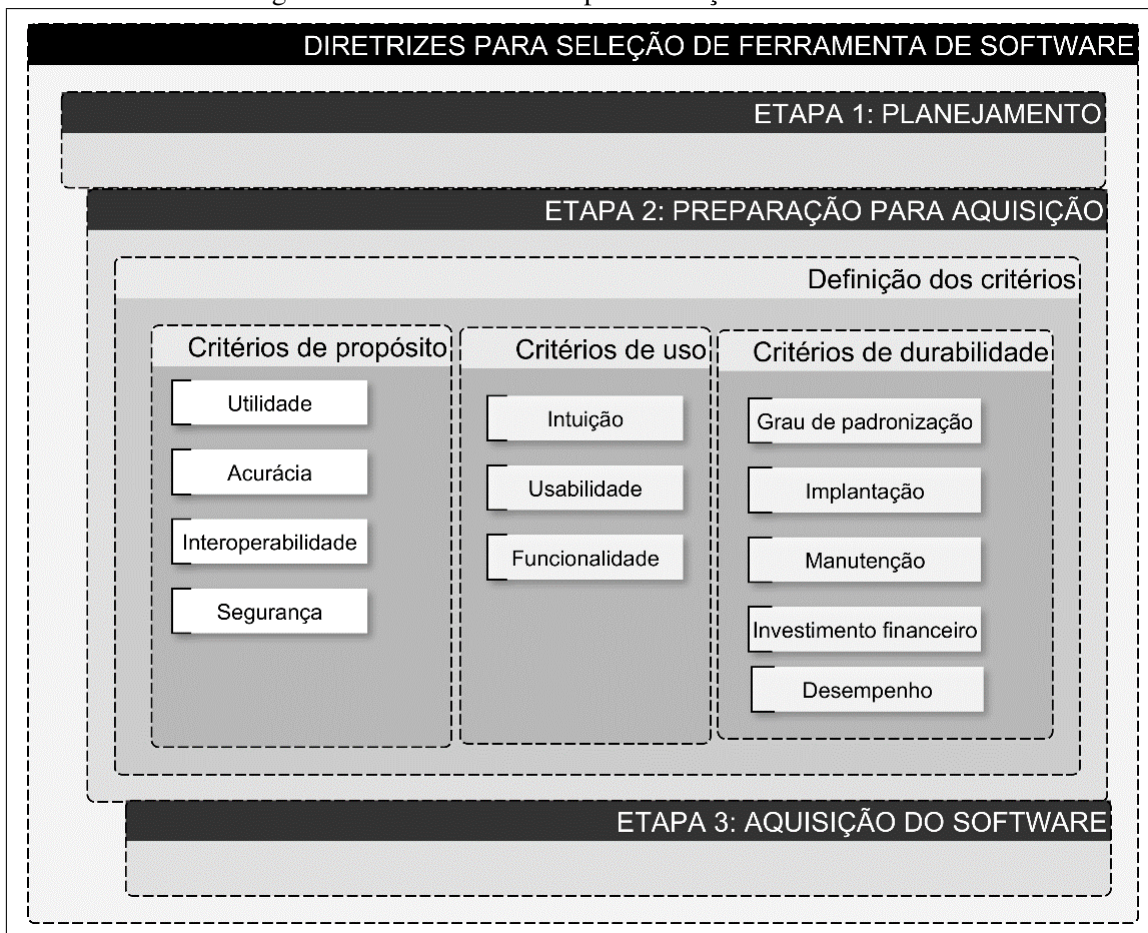 DIRETRIZES PARA SELEÇÃO DE FERRAMENTA DE SOFTWARE
ETAPA 1: PLANEJAMENTO
ETAPA 2: PREPARAÇÃO PARA AQUISIÇÃO
Definição dos critérios
Critérios de propósito
Utilidade
Acurácia
Interoperabilidade
Segurança
Critérios de uso
Intuição
Usabilidade
Funcionalidade
Critérios de durabilidade
Grau de padronização
Implantação
Manutenção
Investimento financeiro
Desempenho
ETAPA 3: AQUISIÇÃO DO SOFTWARE